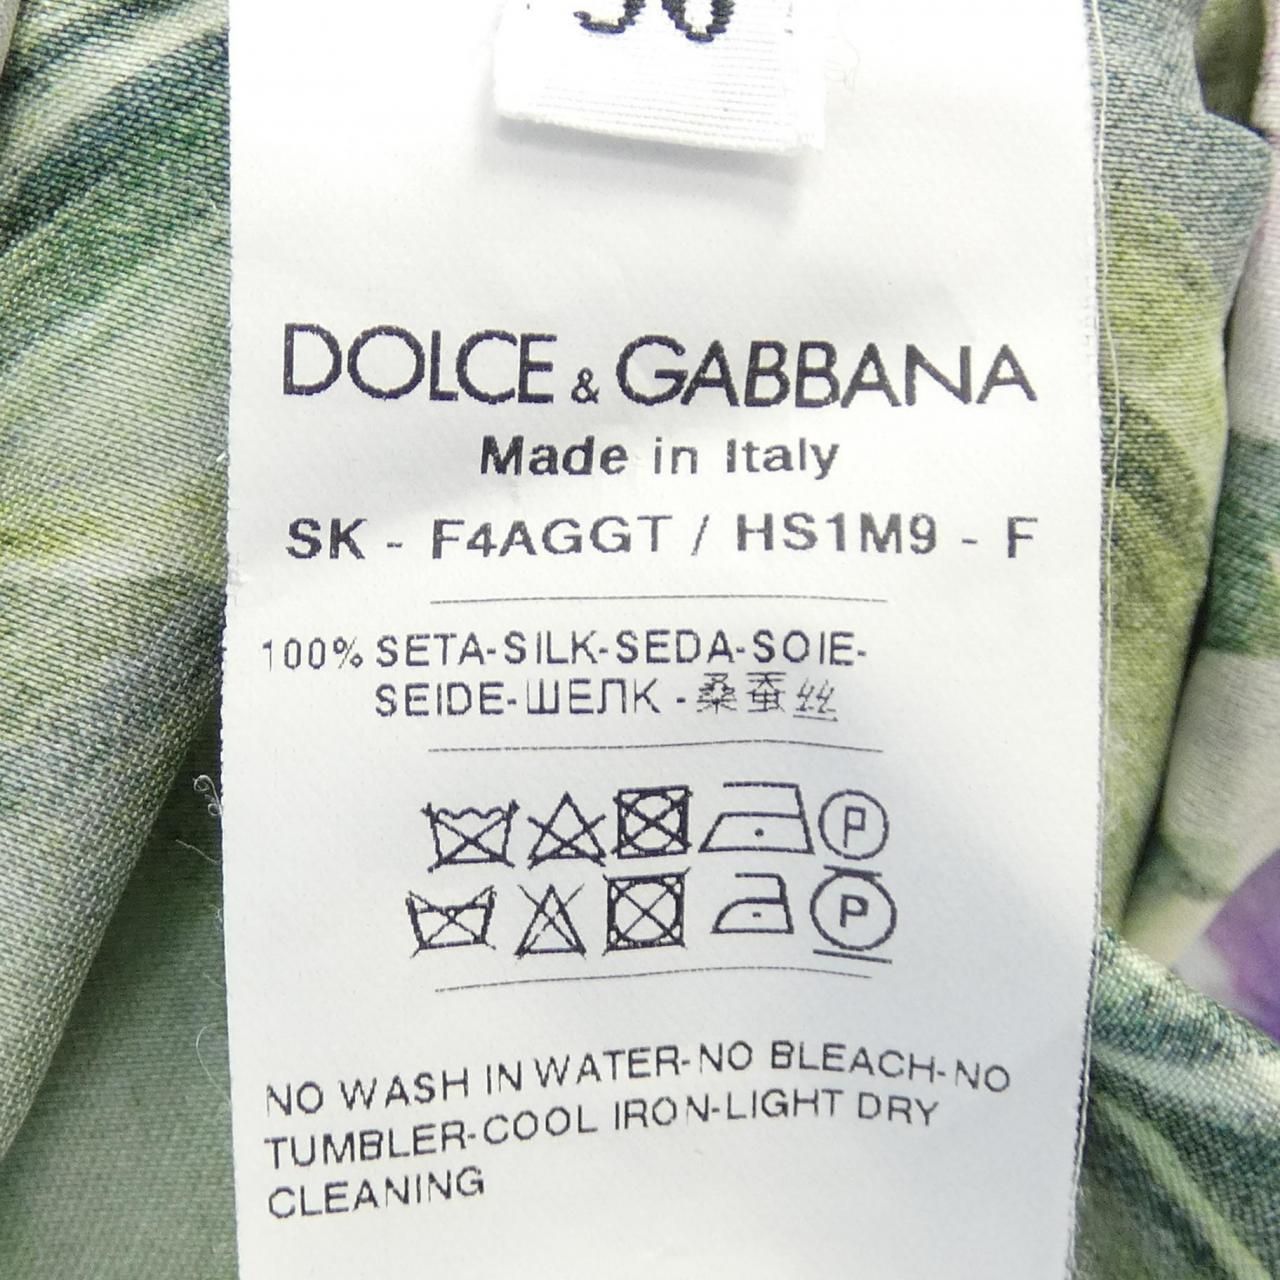 DOLCE & GABBANA
Made in Italy
SK - F4AGGT / HS1M9 - F
100% SETA-SILK-SEDA-SOIE-
SEIDE-ШЕЛК -桑蚕丝
P
P
NO WASH IN WATER-NO BLEACH-NO
TUMBLER-COOL IRON-LIGHT DRY
CLEANING